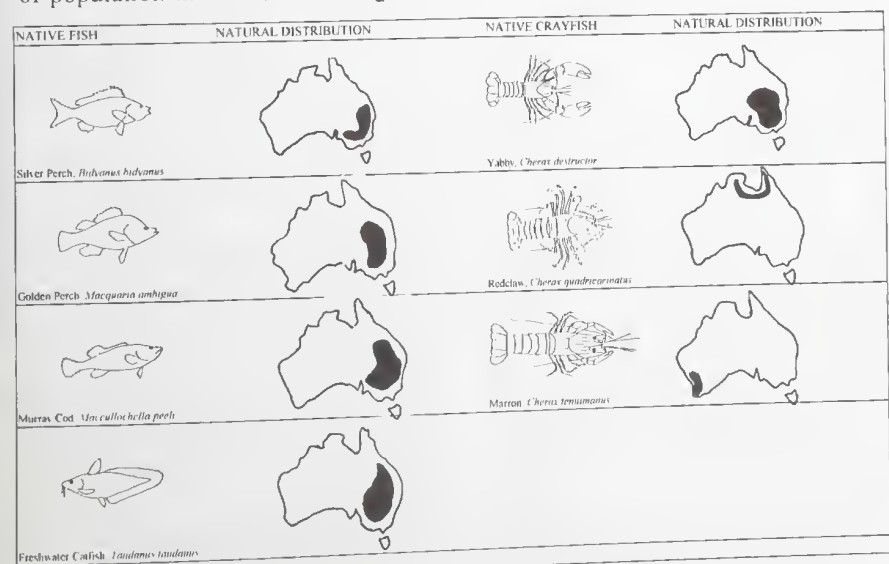 of population
NATIVE FISH NATURAL DISTRIBUTION NATIVE CRAYFISH NATURAL DISTRIBUTION
Silver Perch, Bidyanus bidyanus Yabby, Cherax destructor
Golden Perch Macquaria ambigua Redclaw, Cherax quadricarinatus
Murray Cod Maccullochella peeli Marron Cherax tenuimanus
Freshwater Catfish Tandanus tandanus